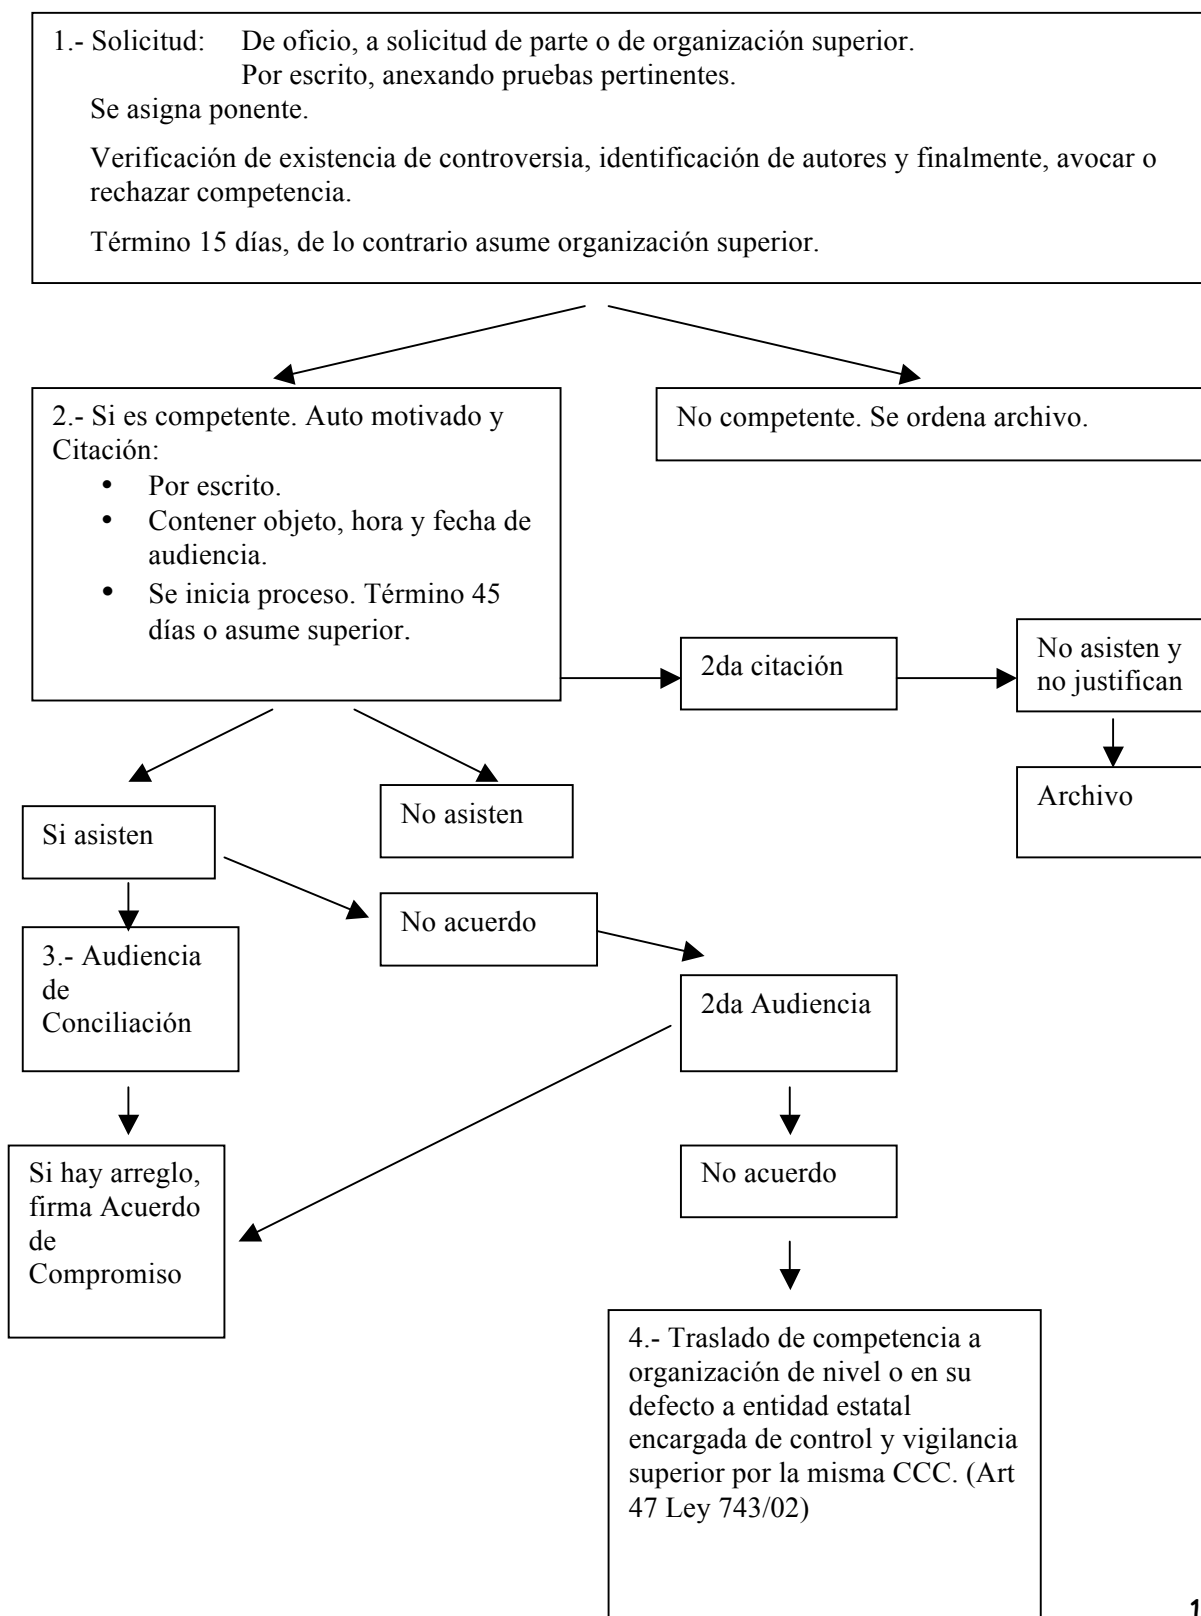 1.- Solicitud: De oficio, a solicitud de parte o de organización superior.
Por escrito, anexando pruebas pertinentes.
Se asigna ponente.
Verificación de existencia de controversia, identificación de autores y finalmente, avocar o
rechazar competencia.
Término 15 días, de lo contrario asume organización superior.
2.- Si es competente. Auto motivado y
Citación:
• Por escrito.
• Contener objeto, hora y fecha de
audiencia.
• Se inicia proceso. Término 45
días o asume superior.
No competente. Se ordena archivo.
2da citación
No asisten y
no justifican
Archivo
Si asisten
No asisten
No acuerdo
3.- Audiencia
de
Conciliación
2da Audiencia
Si hay arreglo,
firma Acuerdo
de
Compromiso
No acuerdo
4.- Traslado de competencia a
organización de nivel o en su
defecto a entidad estatal
encargada de control y vigilancia
superior por la misma CCC. (Art
47 Ley 743/02)
1